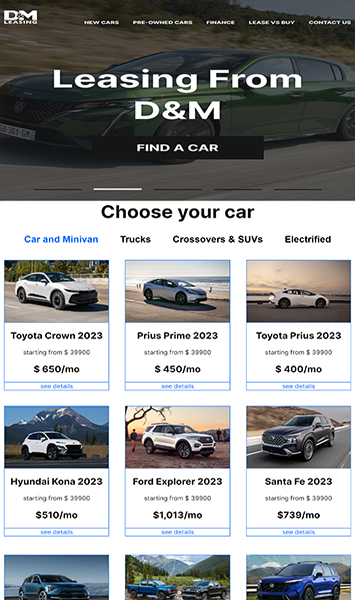 D&M
LEASING
NEW CARS PRE-OWNED CARS FINANCE LEASE VS BUY CONTACT US
Leasing From
D&M
FIND A CAR
Choose your car
Car and Minivan Trucks Crossovers & SUVs Electrified
Toyota Crown 2023 Prius Prime 2023 Toyota Prius 2023
starting from $ 39900 starting from $ 39900 starting from $ 39900
$ 650/mo $ 450/mo $ 400/mo
see details see details see details
Hyundai Kona 2023 Ford Explorer 2023 Santa Fe 2023
starting from $ 39900 starting from $ 39900 starting from $ 39900
$510/mo $1,013/mo $739/mo
see details see details see details